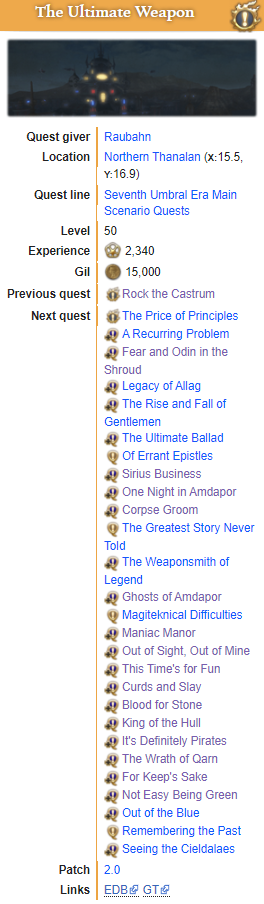 The Ultimate Weapon
Quest giver Raubahn
Location Northern Thanalan (X:15.5,
Y:16.9)
Quest line Seventh Umbral Era Main
Scenario Quests
Level 50
Experience 2,340
Gil 15,000
Previous quest Rock the Castrum
Next quest The Price of Principles
A Recurring Problem
Fear and Odin in the
Shroud
Legacy of Allag
The Rise and Fall of
Gentlemen
The Ultimate Ballad
Of Errant Epistles
Sirius Business
One Night in Amdapor
Corpse Groom
The Greatest Story Never
Told
The Weaponsmith of
Legend
Ghosts of Amdapor
Magiteknical Difficulties
Maniac Manor
Out of Sight, Out of Mine
This Time's for Fun
Curds and Slay
Blood for Stone
King of the Hull
It's Definitely Pirates
The Wrath of Qarn
For Keep's Sake
Not Easy Being Green
Out of the Blue
Remembering the Past
Seeing the Cieldalaes
Patch 2.0
Links EDB GT